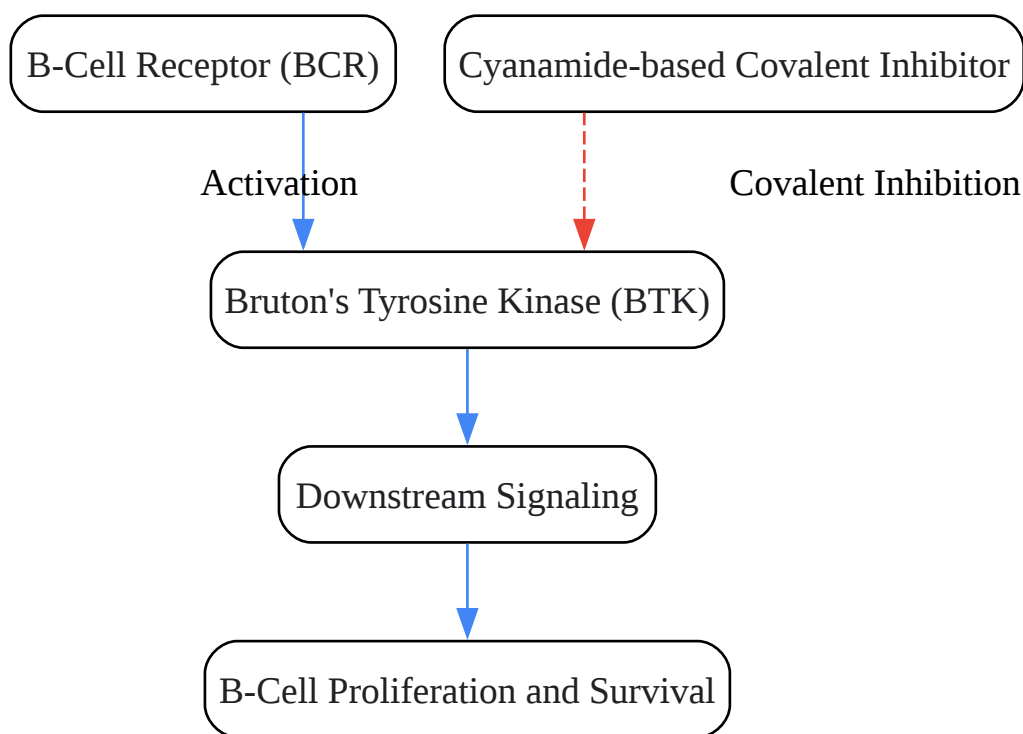 B-Cell Receptor (BCR)
Cyanamide-based Covalent Inhibitor
Activation
Covalent Inhibition
Bruton's Tyrosine Kinase (BTK)
Downstream Signaling
B-Cell Proliferation and Survival